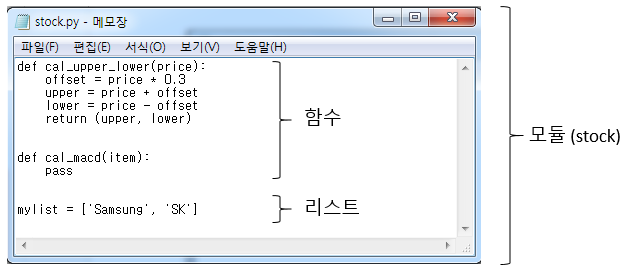 stock.py - 메모장
파일(F) 편집(E) 서식(O) 보기(V) 도움말(H)
def cal_upper_lower(price):
    offset = price * 0.3
    upper = price + offset
    lower = price - offset
    return (upper, lower)
함수
def cal_macd(item):
    pass
mylist = ['Samsung', 'SK']
리스트
모듈 (stock)